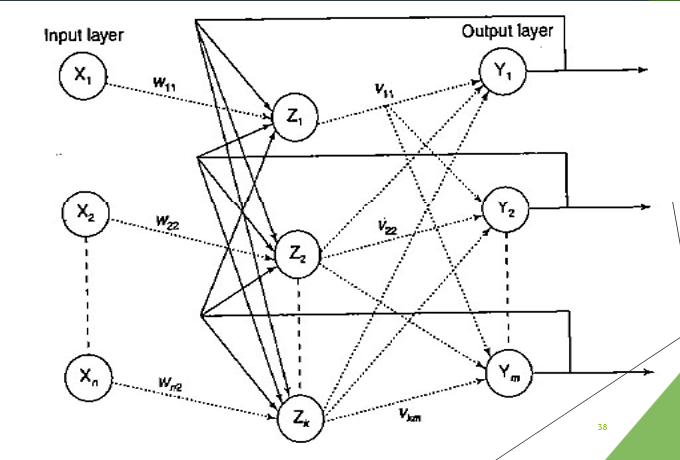 Input layer
Output layer
X1
W11
Z1
V11
Y1
X2
W22
Z2
V22
Y2
Xn
Wn2
Zk
Vkm
Ym
38